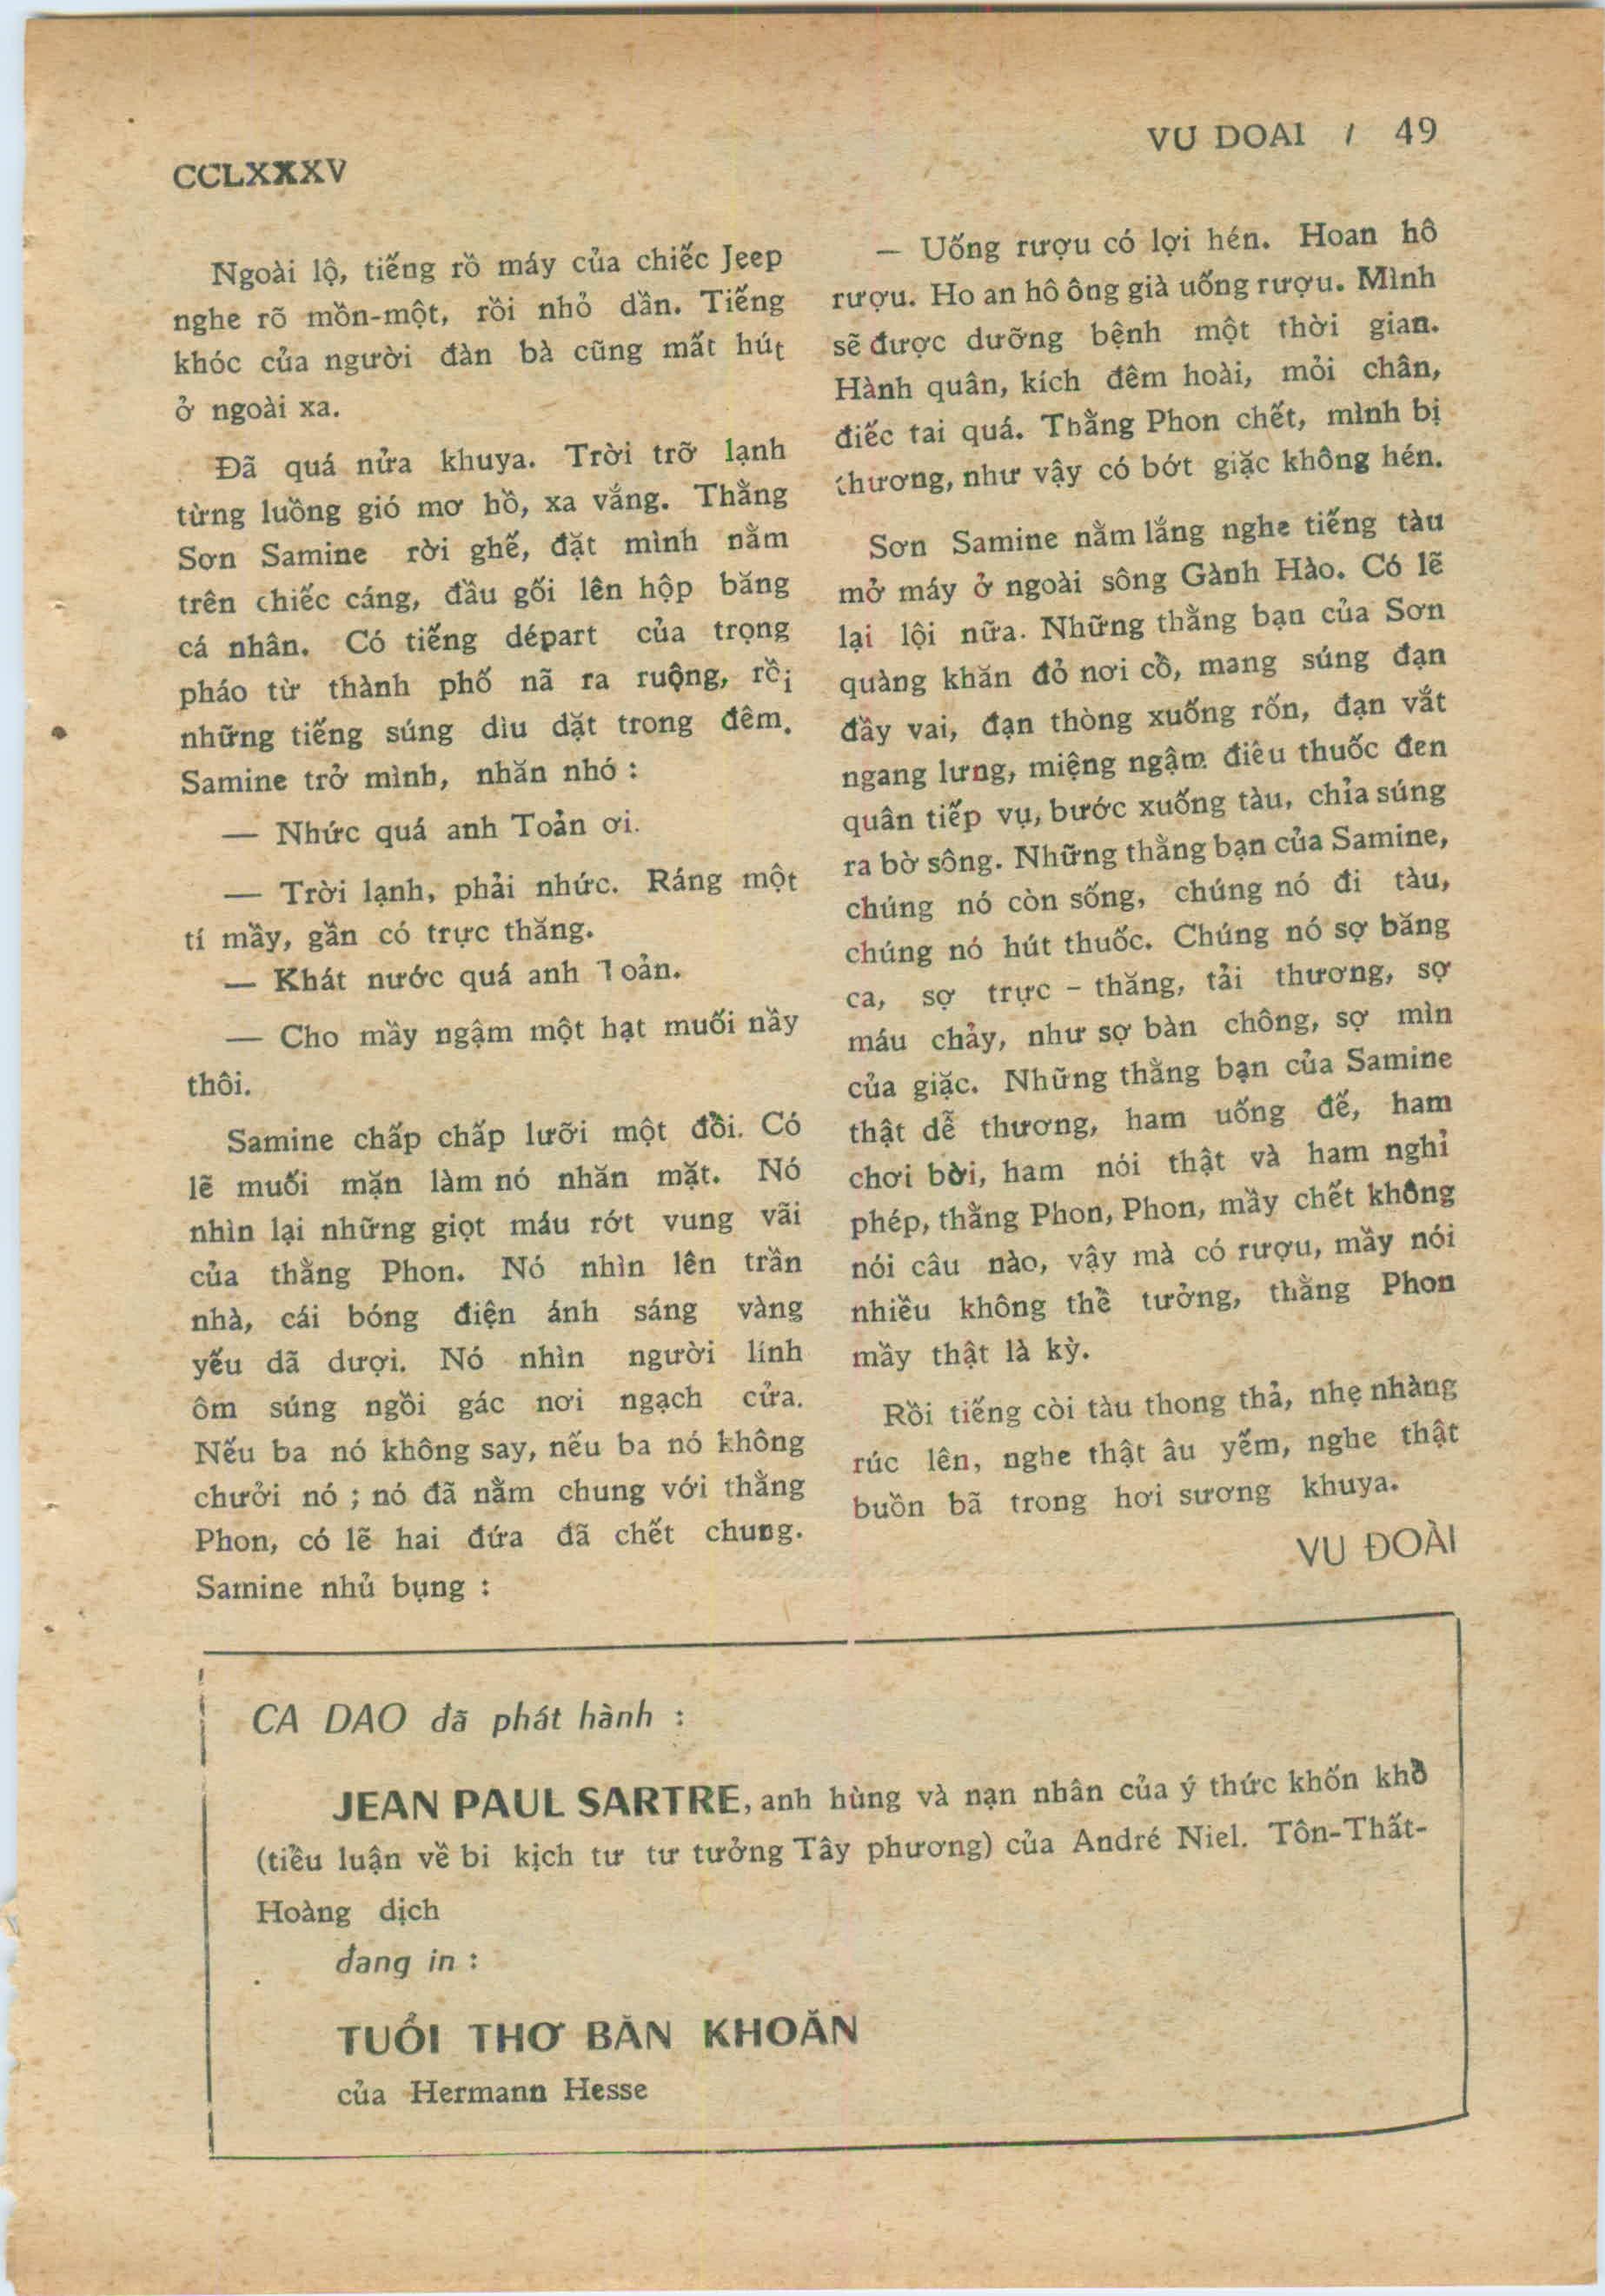 CCLXXXV
VU DOAI / 49
Ngoài lộ, tiếng rồ máy của chiếc Jeep
nghe rõ mồn-một, rồi nhỏ dần. Tiếng
khóc của người đàn bà cũng mất hút
ở ngoài xa.
Đã quá nửa khuya. Trời trỡ lạnh
từng luồng gió mơ hồ, xa vắng. Thằng
Sơn Samine rời ghế, đặt mình nằm
trên chiếc cáng, đầu gối lên hộp băng
cá nhân. Có tiếng départ của trọng
pháo từ thành phố nã ra ruộng, rồi
những tiếng súng dìu dặt trong đêm.
Samine trở mình, nhăn nhó :
— Nhức quá anh Toản ơi.
— Trời lạnh, phải nhức. Ráng một
tí mầy, gần có trực thăng.
— Khát nước quá anh Toản.
— Cho mầy ngậm một hạt muối nầy
thôi.
Samine chấp chấp lưỡi một đồi. Có
lẽ muối mặn làm nó nhăn mặt. Nó
nhìn lại những giọt máu rớt vung vãi
của thằng Phon. Nó nhìn lên trần
nhà, cái bóng điện ánh sáng vàng
yếu dã dượi. Nó nhìn người lính
ôm súng ngồi gác nơi ngạch cửa.
Nếu ba nó không say, nếu ba nó không
chưởi nó ; nó đã nằm chung với thằng
Phon, có lẽ hai đứa đã chết chung.
Samine nhủ bụng :
— Uống rượu có lợi hén. Hoan hô
rượu. Ho an hô ông già uống rượu. Mình
sẽ được dưỡng bệnh một thời gian.
Hành quân, kích đêm hoài, mỏi chân,
điếc tai quá. Thằng Phon chết, mình bị
thương, như vậy có bớt giặc không hén.
Sơn Samine nằm lắng nghe tiếng tàu
mở máy ở ngoài sông Gành Hào. Có lẽ
lại lội nữa. Những thằng bạn của Sơn
quàng khăn đỏ nơi cổ, mang súng đạn
đầy vai, đạn thòng xuống rốn, đạn vắt
ngang lưng, miệng ngậm điêu thuốc đen
quân tiếp vụ, bước xuống tàu, chỉa súng
ra bờ sông. Những thằng bạn của Samine,
chúng nó còn sống, chúng nó đi tàu,
chúng nó hút thuốc. Chúng nó sợ băng
ca, sợ trực - thăng, tải thương, sợ
máu chảy, như sợ bàn chông, sợ mìn
của giặc. Những thằng bạn của Samine
thật dễ thương, ham uống đế, ham
chơi bời, ham nói thật và ham nghỉ
phép, thằng Phon, Phon, mầy chết không
nói câu nào, vậy mà có rượu, mầy nói
nhiều không thể tưởng, thằng Phon
mầy thật là kỳ.
Rồi tiếng còi tàu thong thả, nhẹ nhàng
rúc lên, nghe thật âu yếm, nghe thật
buồn bã trong hơi sương khuya.
VU ĐOÀI
CA DAO đã phát hành :
JEAN PAUL SARTRE, anh hùng và nạn nhân của ý thức khốn khổ
(tiểu luận về bi kịch tư tư tưởng Tây phương) của André Niel. Tôn-Thất-
Hoàng dịch
đang in :
TUỔI THƠ BĂN KHOĂN
của Hermann Hesse